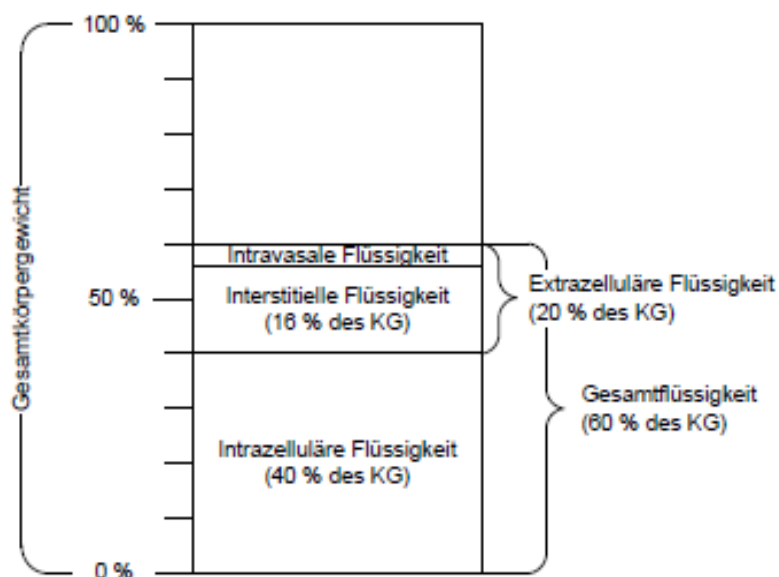 100 %
Gesamtkörpergewicht
Intravasale Flüssigkeit
50 %
Interstitielle Flüssigkeit
(16 % des KG)
Extrazelluläre Flüssigkeit
(20 % des KG)
Gesamtflüssigkeit
(60 % des KG)
Intrazelluläre Flüssigkeit
(40 % des KG)
0 %